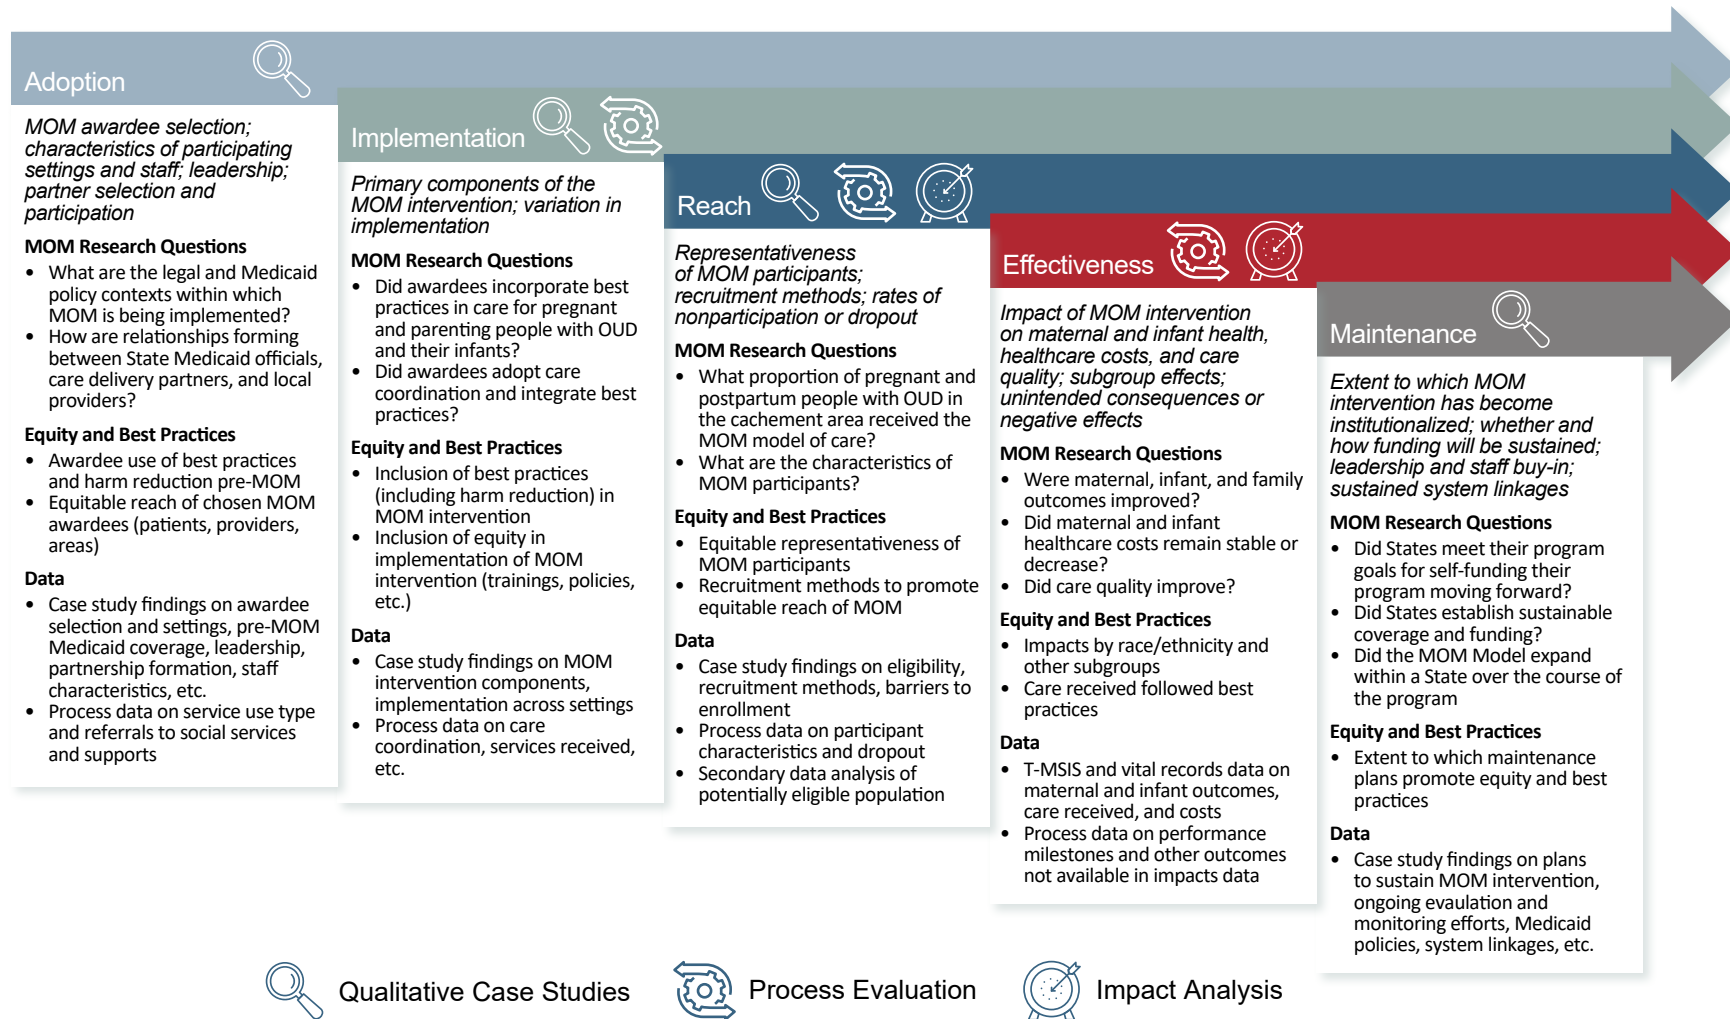 Adoption
MOM awardee selection;
characteristics of participating
settings and staff; leadership;
partner selection and
participation
MOM Research Questions
• What are the legal and Medicaid
policy contexts within which
MOM is being implemented?
• How are relationships forming
between State Medicaid officials,
care delivery partners, and local
providers?
Equity and Best Practices
• Awardee use of best practices
and harm reduction pre-MOM
• Equitable reach of chosen MOM
awardees (patients, providers,
areas)
Data
• Case study findings on awardee
selection and settings, pre-MOM
Medicaid coverage, leadership,
partnership formation, staff
characteristics, etc.
• Process data on service use type
and referrals to social services
and supports
Implementation
Primary components of the
MOM intervention; variation in
implementation
MOM Research Questions
• Did awardees incorporate best
practices in care for pregnant
and parenting people with OUD
and their infants?
• Did awardees adopt care
coordination and integrate best
practices?
Equity and Best Practices
• Inclusion of best practices
(including harm reduction) in
MOM intervention
• Inclusion of equity in
implementation of MOM
intervention (trainings, policies,
etc.)
Data
• Case study findings on MOM
intervention components,
implementation across settings
• Process data on care
coordination, services received,
etc.
Reach
Representativeness
of MOM participants;
recruitment methods; rates of
nonparticipation or dropout
MOM Research Questions
• What proportion of pregnant and
postpartum people with OUD in
the cachement area received the
MOM model of care?
• What are the characteristics of
MOM participants?
Equity and Best Practices
• Equitable representativeness of
MOM participants
• Recruitment methods to promote
equitable reach of MOM
Data
• Case study findings on eligibility,
recruitment methods, barriers to
enrollment
• Process data on participant
characteristics and dropout
• Secondary data analysis of
potentially eligible population
Effectiveness
Impact of MOM intervention
on maternal and infant health,
healthcare costs, and care
quality; subgroup effects;
unintended consequences or
negative effects
MOM Research Questions
• Were maternal, infant, and family
outcomes improved?
• Did maternal and infant
healthcare costs remain stable or
decrease?
• Did care quality improve?
Equity and Best Practices
• Impacts by race/ethnicity and
other subgroups
• Care received followed best
practices
Data
• T-MSIS and vital records data on
maternal and infant outcomes,
care received, and costs
• Process data on performance
milestones and other outcomes
not available in impacts data
Maintenance
Extent to which MOM
intervention has become
institutionalized; whether and
how funding will be sustained;
leadership and staff buy-in;
sustained system linkages
MOM Research Questions
• Did States meet their program
goals for self-funding their
program moving forward?
• Did States establish sustainable
coverage and funding?
• Did the MOM Model expand
within a State over the course of
the program
Equity and Best Practices
• Extent to which maintenance
plans promote equity and best
practices
Data
• Case study findings on plans
to sustain MOM intervention,
ongoing evaulation and
monitoring efforts, Medicaid
policies, system linkages, etc.
Qualitative Case Studies
Process Evaluation
Impact Analysis